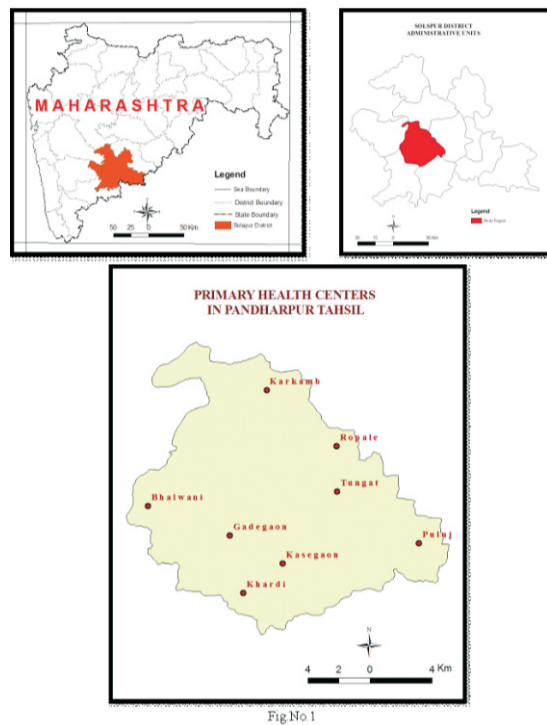 MAHARASHTRA
Legend
Sea Boundary
District Boundary
State Boundary
Solapur District
50 25 0 50 Km
SOLSPUR DISTRICT
ADMINISTRATIVE UNITS
Legend
PRIMARY HEALTH CENTERS
IN PANDHARPUR TAHSIL
Karkamb
Ropale
Tungat
Bhalwani
Gadegaon
Puluj
Kasegaon
Khardi
N
4 2 0 4 Km
Fig.No.1